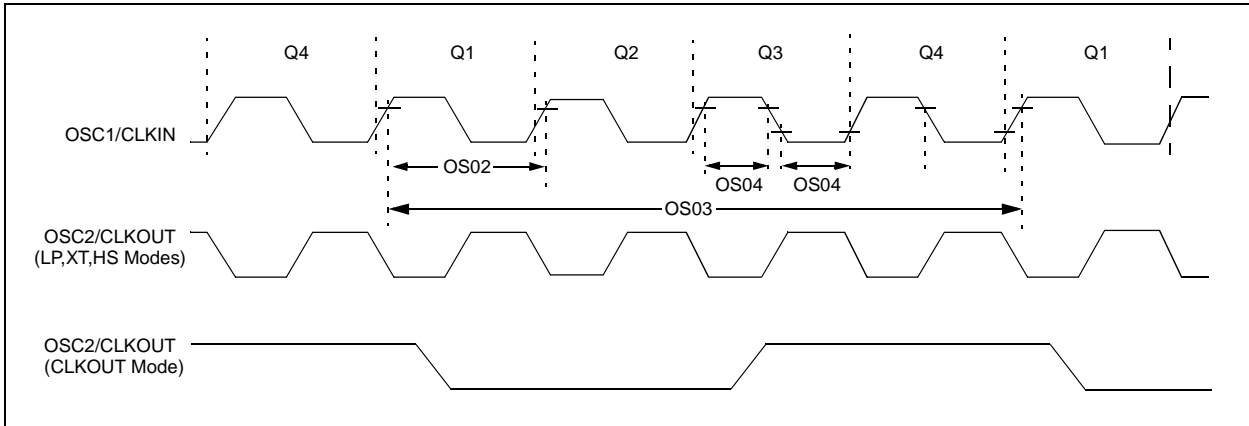 Q4 Q1 Q2 Q3 Q4 Q1
OSC1/CLKIN
OS02
OS04 OS04
OS03
OSC2/CLKOUT
(LP,XT,HS Modes)
OSC2/CLKOUT
(CLKOUT Mode)